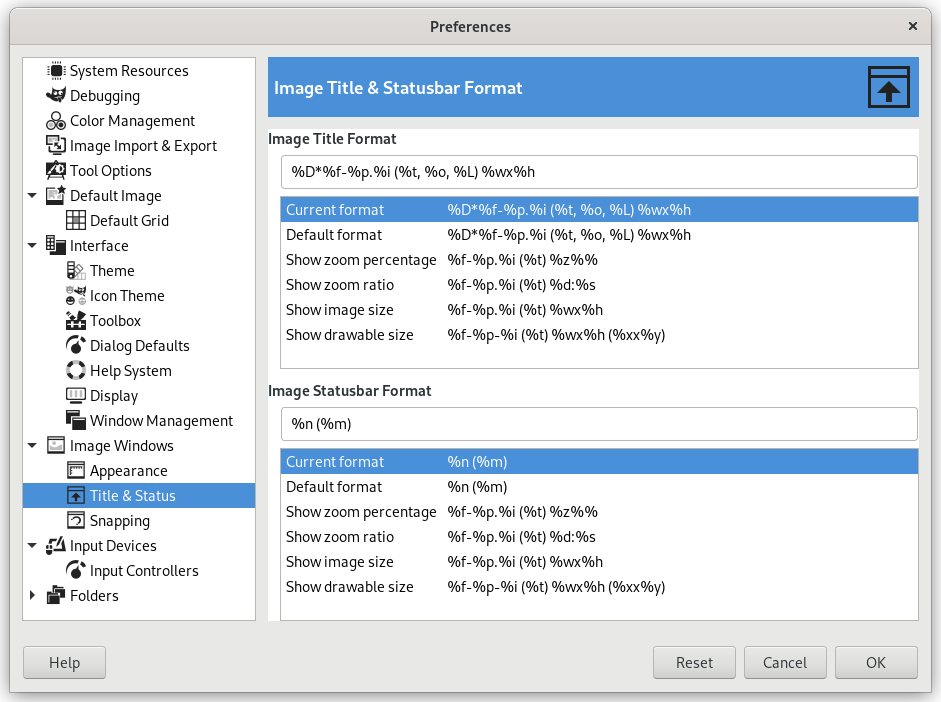 Preferences
System Resources
Debugging
Color Management
Image Import & Export
Tool Options
Default Image
Default Grid
Interface
Theme
Icon Theme
Toolbox
Dialog Defaults
Help System
Display
Window Management
Image Windows
Appearance
Title & Status
Snapping
Input Devices
Input Controllers
Folders
Image Title & Statusbar Format
Image Title Format
%D*%f-%p.%i (%t, %o, %L) %wx%h
Current format %D*%f-%p.%i (%t, %o, %L) %wx%h
Default format %D*%f-%p.%i (%t, %o, %L) %wx%h
Show zoom percentage %f-%p.%i (%t) %z%%
Show zoom ratio %f-%p.%i (%t) %d:%s
Show image size %f-%p.%i (%t) %wx%h
Show drawable size %f-%p-%i (%t) %wx%h (%xx%y)
Image Statusbar Format
%n (%m)
Current format %n (%m)
Default format %n (%m)
Show zoom percentage %f-%p.%i (%t) %z%%
Show zoom ratio %f-%p.%i (%t) %d:%s
Show image size %f-%p.%i (%t) %wx%h
Show drawable size %f-%p-%i (%t) %wx%h (%xx%y)
Help
Reset
Cancel
OK